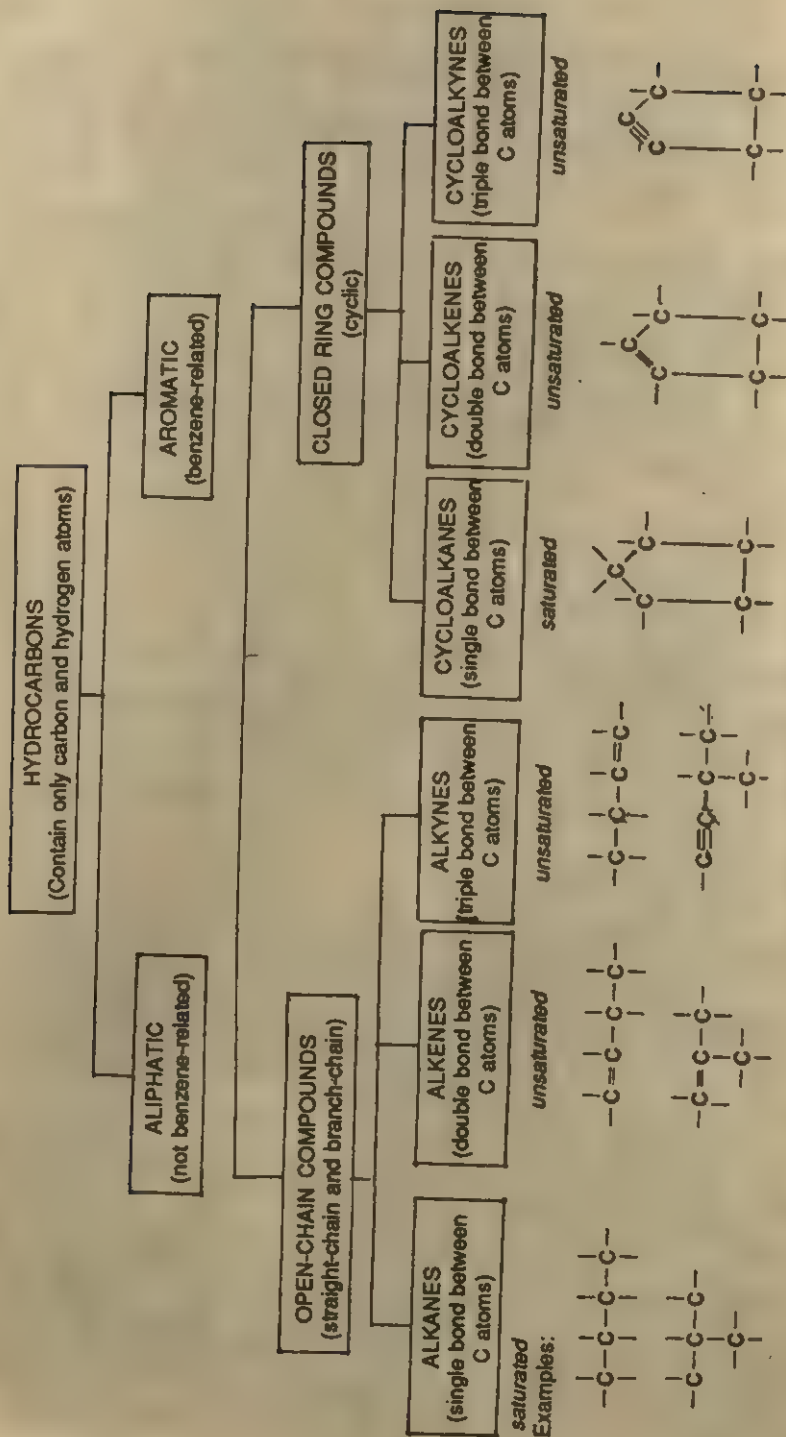 HYDROCARBONS
(Contain only carbon and hydrogen atoms)
ALIPHATIC
(not benzene-related)
AROMATIC
(benzene-related)
OPEN-CHAIN COMPOUNDS
(straight-chain and branch-chain)
CLOSED RING COMPOUNDS
(cyclic)
ALKANES
(single bond between
C atoms)
saturated
Examples:
ALKENES
(double bond between
C atoms)
unsaturated
ALKYNES
(triple bond between
C atoms)
unsaturated
CYCLOALKANES
(single bond between
C atoms)
saturated
CYCLOALKENES
(double bond between
C atoms)
unsaturated
CYCLOALKYNES
(triple bond between
C atoms)
unsaturated
–C–C–C–C–
–C–C–C–
–C–
–C=C–C–C–
–C=C–C–
–C–
–C–C–C=C–
–C≡C–C–C–
–C–
C
C C
C C
C
C C
C C
C
C C
C C